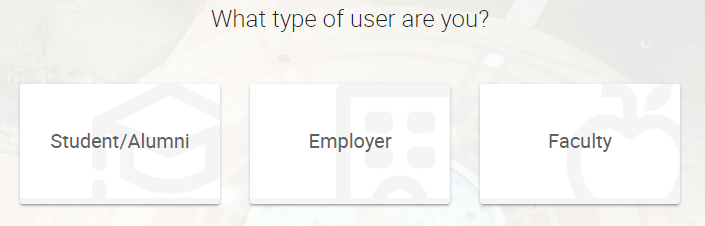 What type of user are you?
Student/Alumni
Employer
Faculty